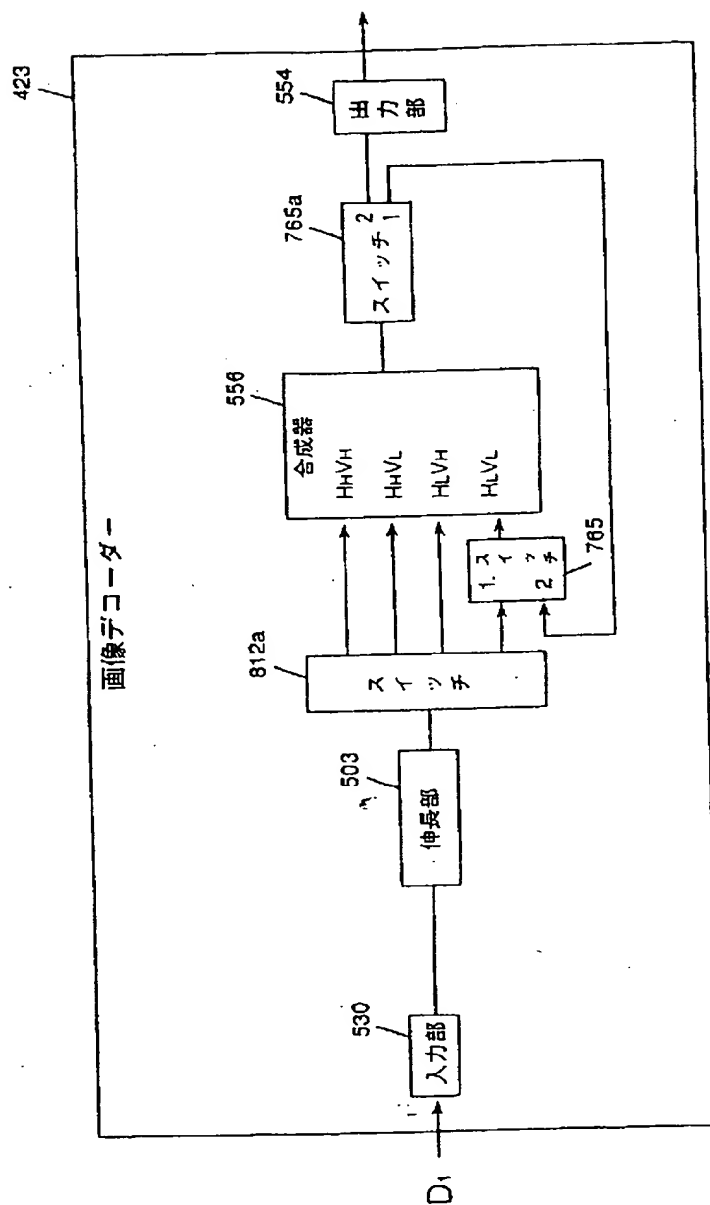 423
画像デコーダー
D1
530
入力部
503
伸長部
812a
スイッチ
556
合成器
HHVH
HHVL
HLVH
HLVL
1. スイッチ
2
765
765a
スイッチ
2
1
554
出力部